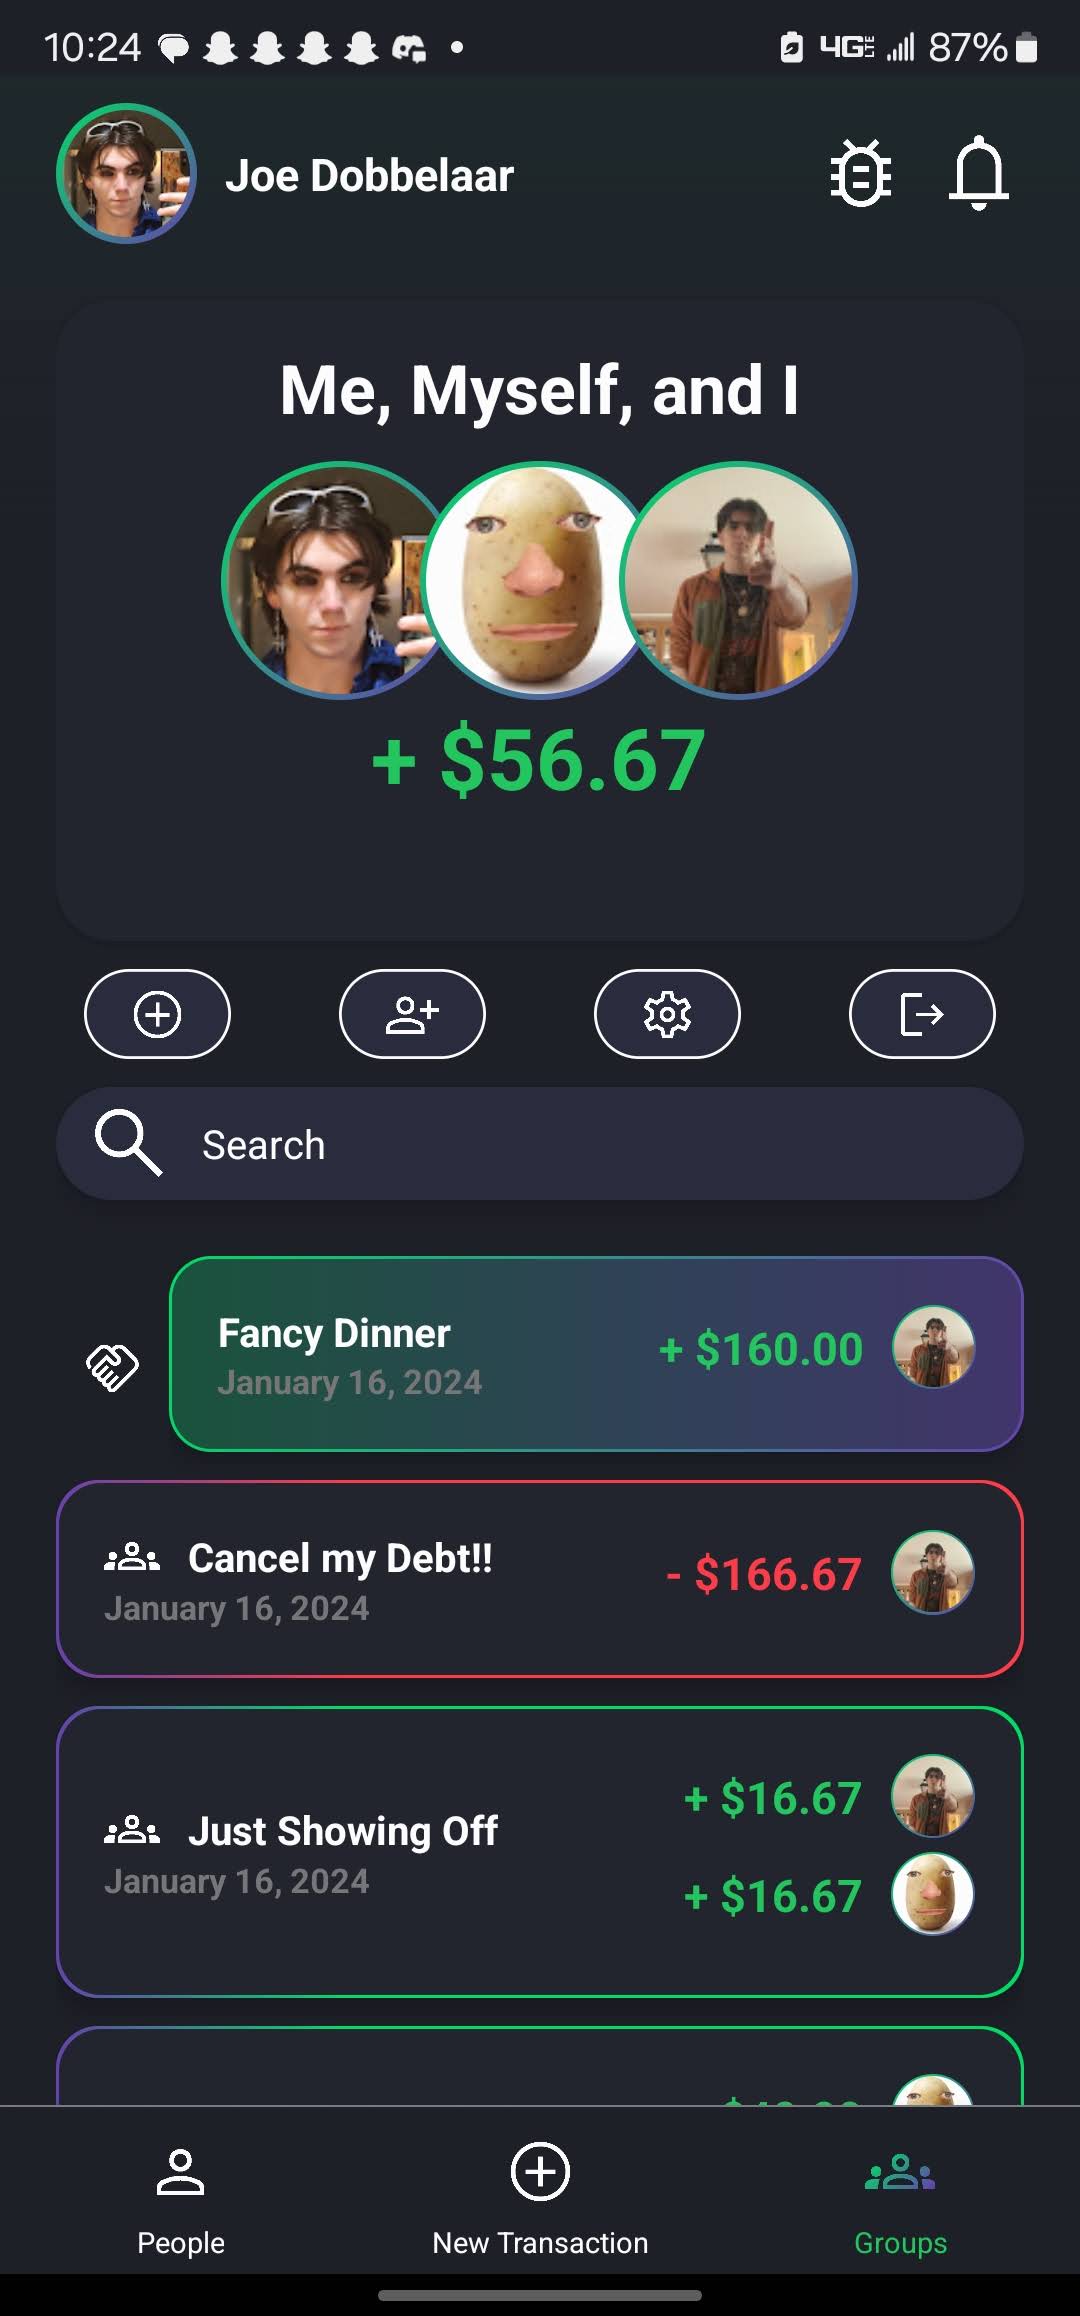 10:24
4G LTE
87%
Joe Dobbelaar
Me, Myself, and I
+ $56.67
Search
Fancy Dinner
January 16, 2024
+ $160.00
Cancel my Debt!!
January 16, 2024
- $166.67
Just Showing Off
January 16, 2024
+ $16.67
+ $16.67
People
New Transaction
Groups